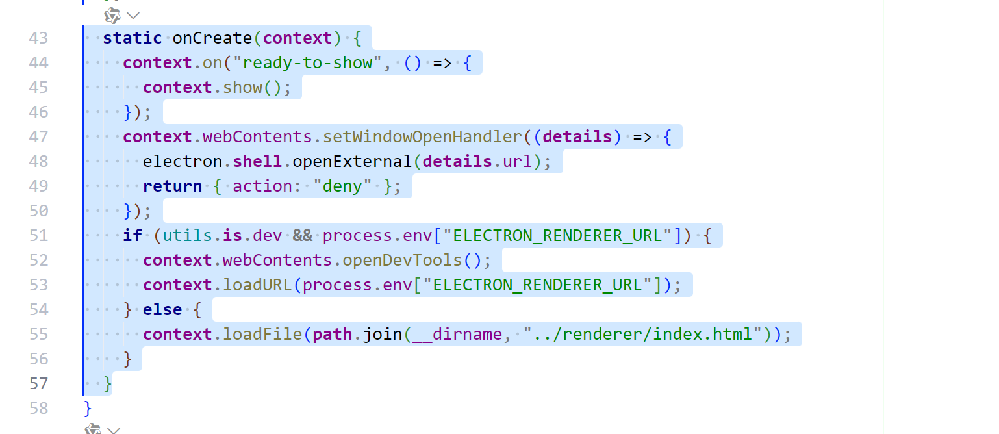 43 static onCreate(context) {
44 context.on("ready-to-show", () => {
45 context.show();
46 });
47 context.webContents.setWindowOpenHandler((details) => {
48 electron.shell.openExternal(details.url);
49 return { action: "deny" };
50 });
51 if (utils.is.dev && process.env["ELECTRON_RENDERER_URL"]) {
52 context.webContents.openDevTools();
53 context.loadURL(process.env["ELECTRON_RENDERER_URL"]);
54 } else {
55 context.loadFile(path.join(__dirname, "../renderer/index.html"));
56 }
57 }
58 }